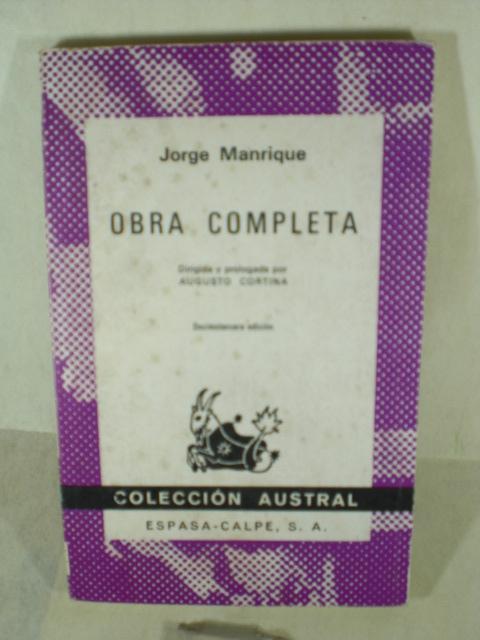 Jorge Manrique
OBRA COMPLETA
Dirigida y prologada por
AUGUSTO CORTINA
Decimotercera edición
COLECCIÓN AUSTRAL
ESPASA-CALPE, S. A.